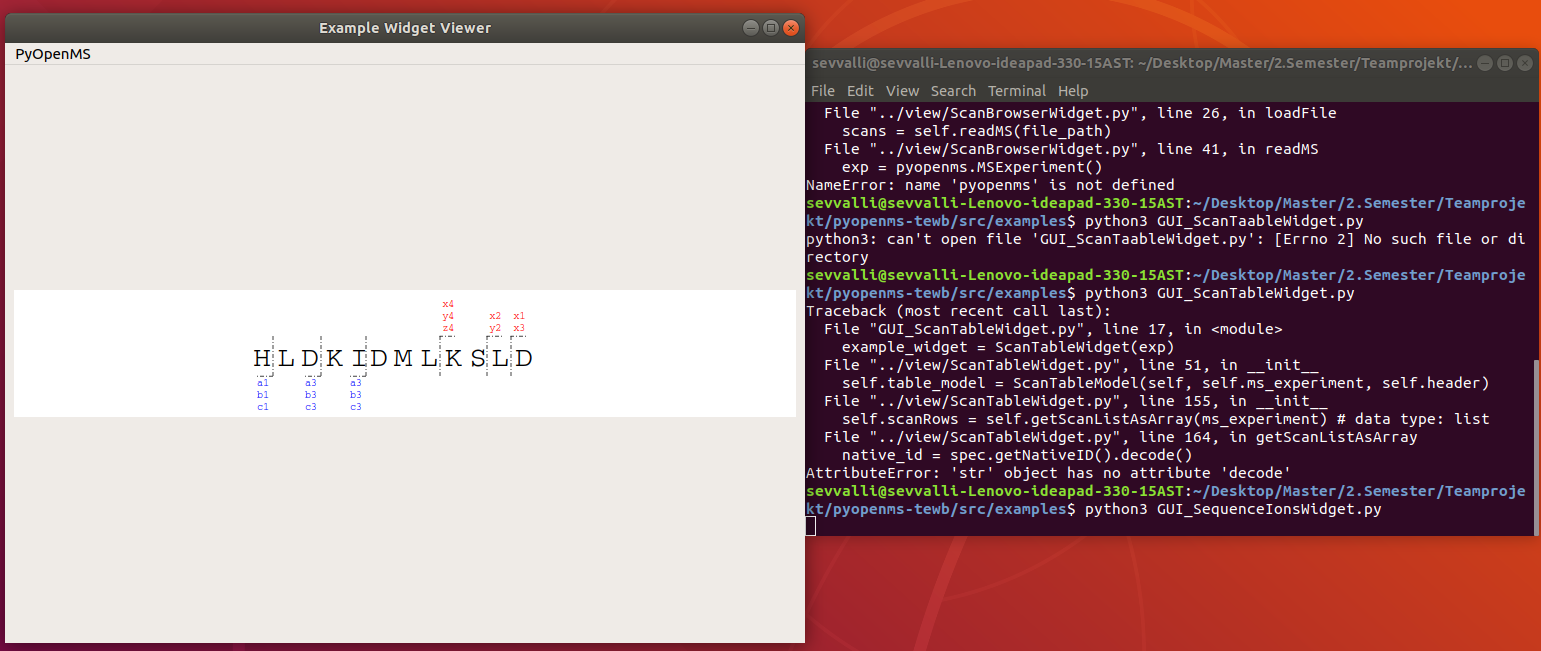 Example Widget Viewer
PyOpenMS
x4
y4 x2 x1
z4 y2 x3
H L D K I D M L K S L D
a1 a3 a3
b1 b3 b3
c1 c3 c3
sevvalli@sevvalli-Lenovo-ideapad-330-15AST: ~/Desktop/Master/2.Semester/Teamprojekt/...
File Edit View Search Terminal Help
File "../view/ScanBrowserWidget.py", line 26, in loadFile
scans = self.readMS(file_path)
File "../view/ScanBrowserWidget.py", line 41, in readMS
exp = pyopenms.MSExperiment()
NameError: name 'pyopenms' is not defined
sevvalli@sevvalli-Lenovo-ideapad-330-15AST:~/Desktop/Master/2.Semester/Teamproje
kt/pyopenms-tewb/src/examples$ python3 GUI_ScanTaableWidget.py
python3: can't open file 'GUI_ScanTaableWidget.py': [Errno 2] No such file or di
rectory
sevvalli@sevvalli-Lenovo-ideapad-330-15AST:~/Desktop/Master/2.Semester/Teamproje
kt/pyopenms-tewb/src/examples$ python3 GUI_ScanTableWidget.py
Traceback (most recent call last):
File "GUI_ScanTableWidget.py", line 17, in <module>
example_widget = ScanTableWidget(exp)
File "../view/ScanTableWidget.py", line 51, in __init__
self.table_model = ScanTableModel(self, self.ms_experiment, self.header)
File "../view/ScanTableWidget.py", line 155, in __init__
self.scanRows = self.getScanListAsArray(ms_experiment) # data type: list
File "../view/ScanTableWidget.py", line 164, in getScanListAsArray
native_id = spec.getNativeID().decode()
AttributeError: 'str' object has no attribute 'decode'
sevvalli@sevvalli-Lenovo-ideapad-330-15AST:~/Desktop/Master/2.Semester/Teamproje
kt/pyopenms-tewb/src/examples$ python3 GUI_SequenceIonsWidget.py